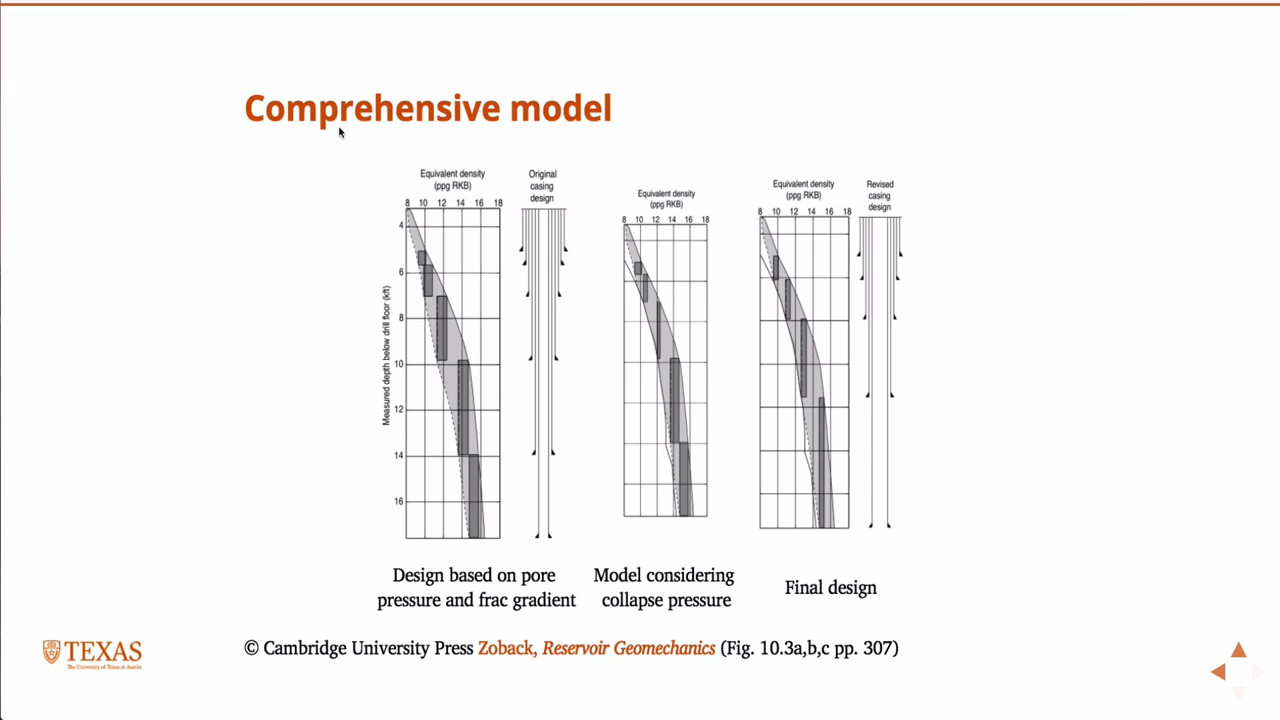 Comprehensive model
Equivalent density
(ppg RKB)
8 10 12 14 16 18
Original
casing
design
Measured depth below drill floor (kft)
4
6
8
10
12
14
16
Equivalent density
(ppg RKB)
8 10 12 14 16 18
Equivalent density
(ppg RKB)
8 10 12 14 16 18
Revised
casing
design
Design based on pore
pressure and frac gradient
Model considering
collapse pressure
Final design
TEXAS
The University of Texas at Austin
© Cambridge University Press Zoback, Reservoir Geomechanics (Fig. 10.3a,b,c pp. 307)